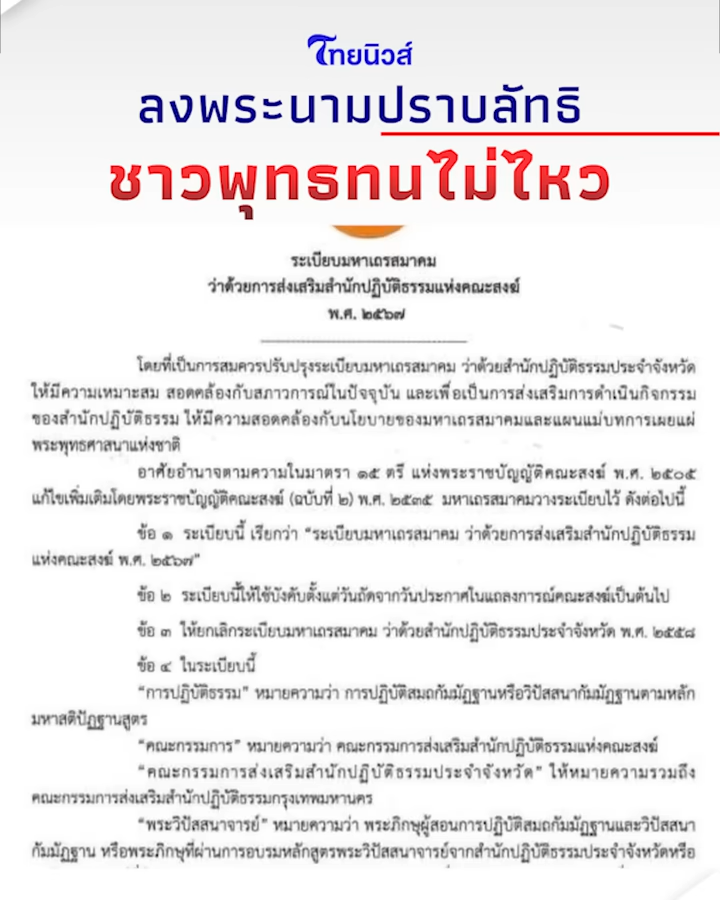 ไทยนิวส์
ลงพระนามปราบลัทธิ
ชาวพุทธทนไม่ไหว
ระเบียบมหาเถรสมาคม
ว่าด้วยการส่งเสริมสำนักปฏิบัติธรรมแห่งคณะสงฆ์
พ.ศ. ๒๕๖๗
โดยที่เป็นการสมควรปรับปรุงระเบียบมหาเถรสมาคม ว่าด้วยสำนักปฏิบัติธรรมประจำจังหวัด
ให้มีความเหมาะสม สอดคล้องกับสภาวการณ์ในปัจจุบัน และเพื่อเป็นการส่งเสริมการดำเนินกิจกรรม
ของสำนักปฏิบัติธรรม ให้มีความสอดคล้องกับนโยบายของมหาเถรสมาคมและแผนแม่บทการเผยแผ่
พระพุทธศาสนาแห่งชาติ
อาศัยอำนาจตามความในมาตรา ๑๕ ตรี แห่งพระราชบัญญัติคณะสงฆ์ พ.ศ. ๒๕๐๕
แก้ไขเพิ่มเติมโดยพระราชบัญญัติคณะสงฆ์ (ฉบับที่ ๒) พ.ศ. ๒๕๓๕ มหาเถรสมาคมวางระเบียบไว้ ดังต่อไปนี้
ข้อ ๑ ระเบียบนี้ เรียกว่า “ระเบียบมหาเถรสมาคม ว่าด้วยการส่งเสริมสำนักปฏิบัติธรรม
แห่งคณะสงฆ์ พ.ศ. ๒๕๖๗”
ข้อ ๒ ระเบียบนี้ให้ใช้บังคับตั้งแต่วันถัดจากวันประกาศในแถลงการณ์คณะสงฆ์เป็นต้นไป
ข้อ ๓ ให้ยกเลิกระเบียบมหาเถรสมาคม ว่าด้วยสำนักปฏิบัติธรรมประจำจังหวัด พ.ศ. ๒๕๕๘
ข้อ ๔ ในระเบียบนี้
“การปฏิบัติธรรม” หมายความว่า การปฏิบัติสมถกัมมัฏฐานหรือวิปัสสนากัมมัฏฐานตามหลัก
มหาสติปัฏฐานสูตร
“คณะกรรมการ” หมายความว่า คณะกรรมการส่งเสริมสำนักปฏิบัติธรรมแห่งคณะสงฆ์
“คณะกรรมการส่งเสริมสำนักปฏิบัติธรรมประจำจังหวัด” ให้หมายความรวมถึง
คณะกรรมการส่งเสริมสำนักปฏิบัติธรรมกรุงเทพมหานคร
“พระวิปัสสนาจารย์” หมายความว่า พระภิกษุผู้สอนการปฏิบัติสมถกัมมัฏฐานและวิปัสสนา
กัมมัฏฐาน หรือพระภิกษุที่ผ่านการอบรมหลักสูตรพระวิปัสสนาจารย์จากสำนักปฏิบัติธรรมประจำจังหวัดหรือ